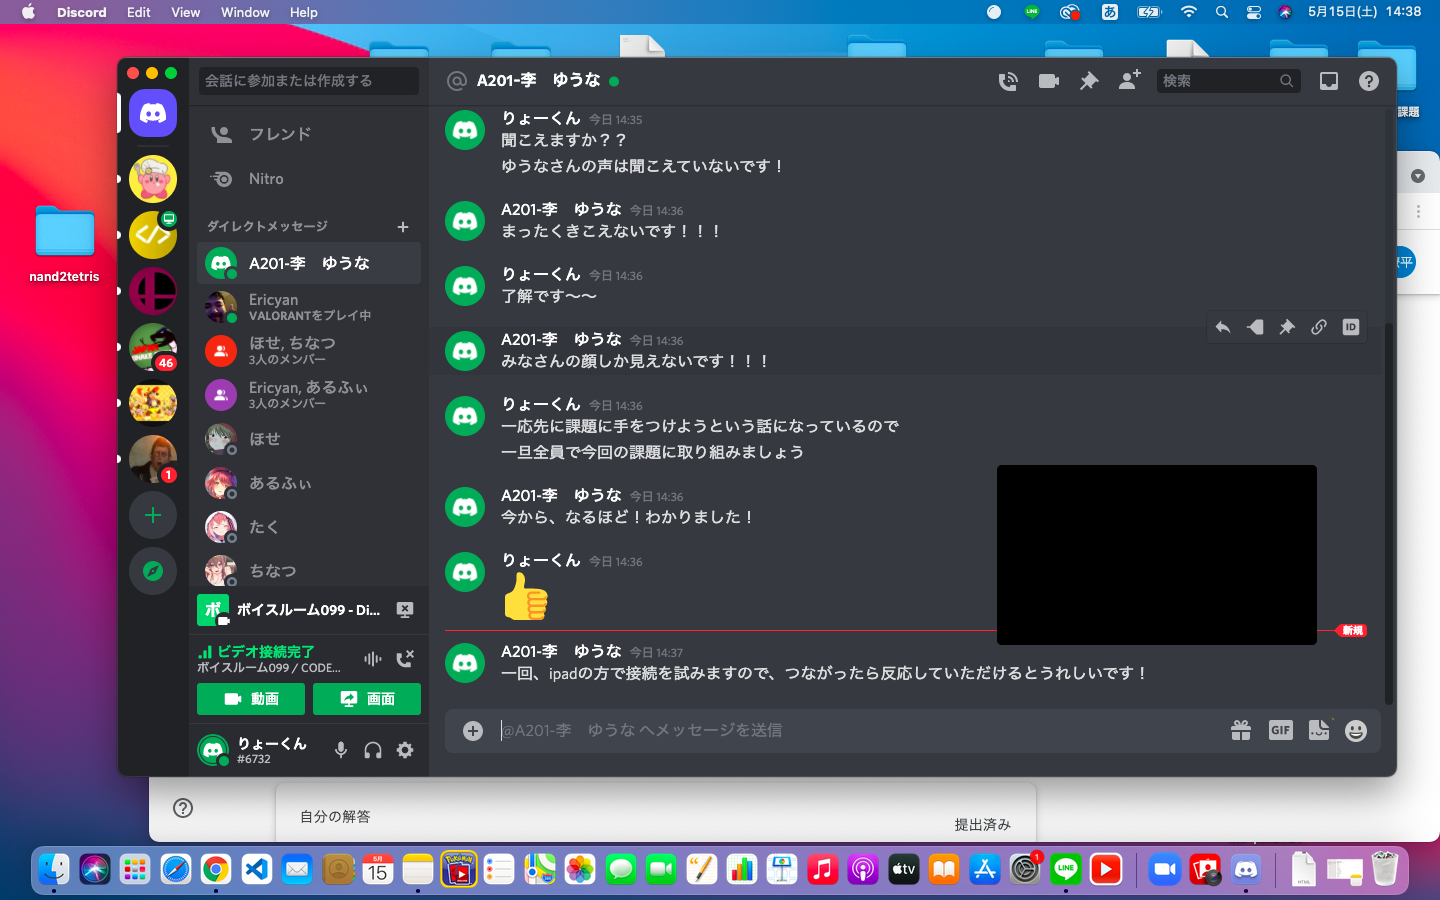 Discord Edit View Window Help
LINE あ 5月15日(土) 14:38
会話に参加または作成する
フレンド
Nitro
ダイレクトメッセージ
A201-李 ゆうな
Ericyan
VALORANTをプレイ中
ほせ, ちなつ
3人のメンバー
Ericyan, あるふぃ
3人のメンバー
ほせ
あるふぃ
たく
ちなつ
46
1
ボ ボイスルーム099 - Di...
ビデオ接続完了
ボイスルーム099 / CODE...
動画 画面
りょーくん
#6732
A201-李 ゆうな
検索
りょーくん 今日 14:35
聞こえますか？？
ゆうなさんの声は聞こえていないです！
A201-李 ゆうな 今日 14:36
まったくきこえないです！！！
りょーくん 今日 14:36
了解です〜〜
A201-李 ゆうな 今日 14:36
みなさんの顔しか見えないです！！！
ID
りょーくん 今日 14:36
一応先に課題に手をつけようという話になっているので
一旦全員で今回の課題に取り組みましょう
A201-李 ゆうな 今日 14:36
今から、なるほど！わかりました！
りょーくん 今日 14:36
新規
A201-李 ゆうな 今日 14:37
一回、ipadの方で接続を試みますので、つながったら反応していただけるとうれしいです！
@A201-李 ゆうな へメッセージを送信
GIF
nand2tetris
課題
平
自分の解答
提出済み
5月
15
tv
1
LINE
HTML